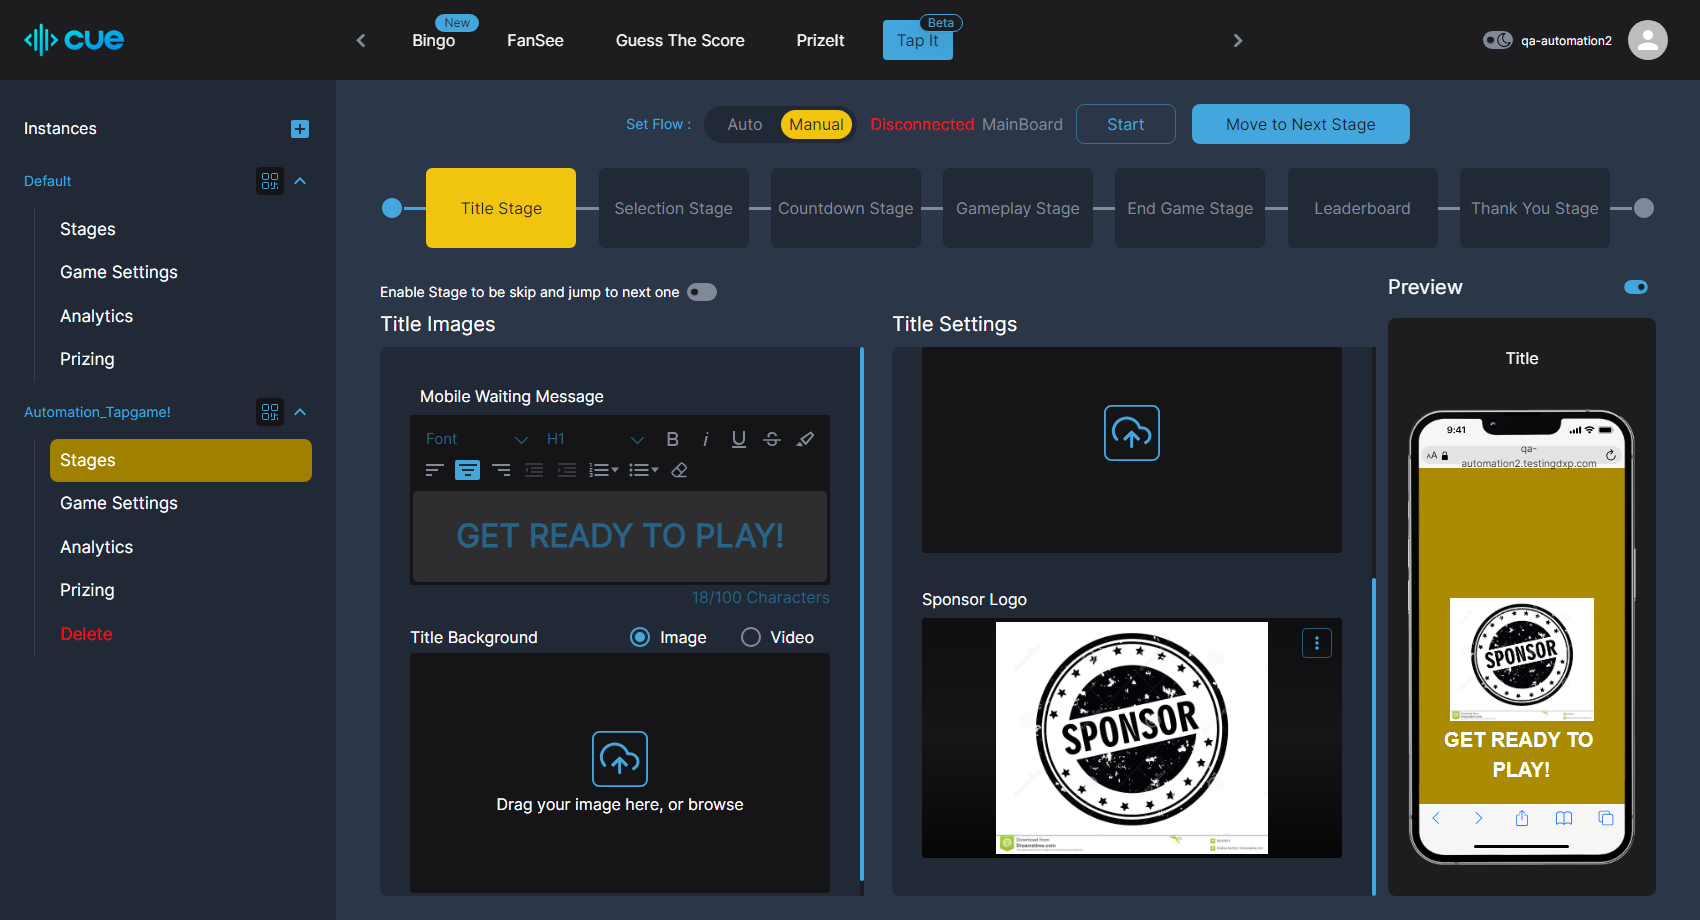 cue
New
Bingo
FanSee
Guess The Score
PrizeIt
Beta
Tap It
qa-automation2
Instances
Default
Stages
Game Settings
Analytics
Prizing
Automation_Tapgame!
Stages
Game Settings
Analytics
Prizing
Delete
Set Flow :
Auto
Manual
Disconnected MainBoard
Start
Move to Next Stage
Title Stage
Selection Stage
Countdown Stage
Gameplay Stage
End Game Stage
Leaderboard
Thank You Stage
Enable Stage to be skip and jump to next one
Title Images
Mobile Waiting Message
Font
H1
B
i
U
S
GET READY TO PLAY!
18/100 Characters
Title Background
Image
Video
Drag your image here, or browse
Title Settings
Sponsor Logo
SPONSOR
Download from
Dreamstime.com
Preview
Title
9:41
AA
qa-
automation2.testingdxp.com
SPONSOR
GET READY TO
PLAY!